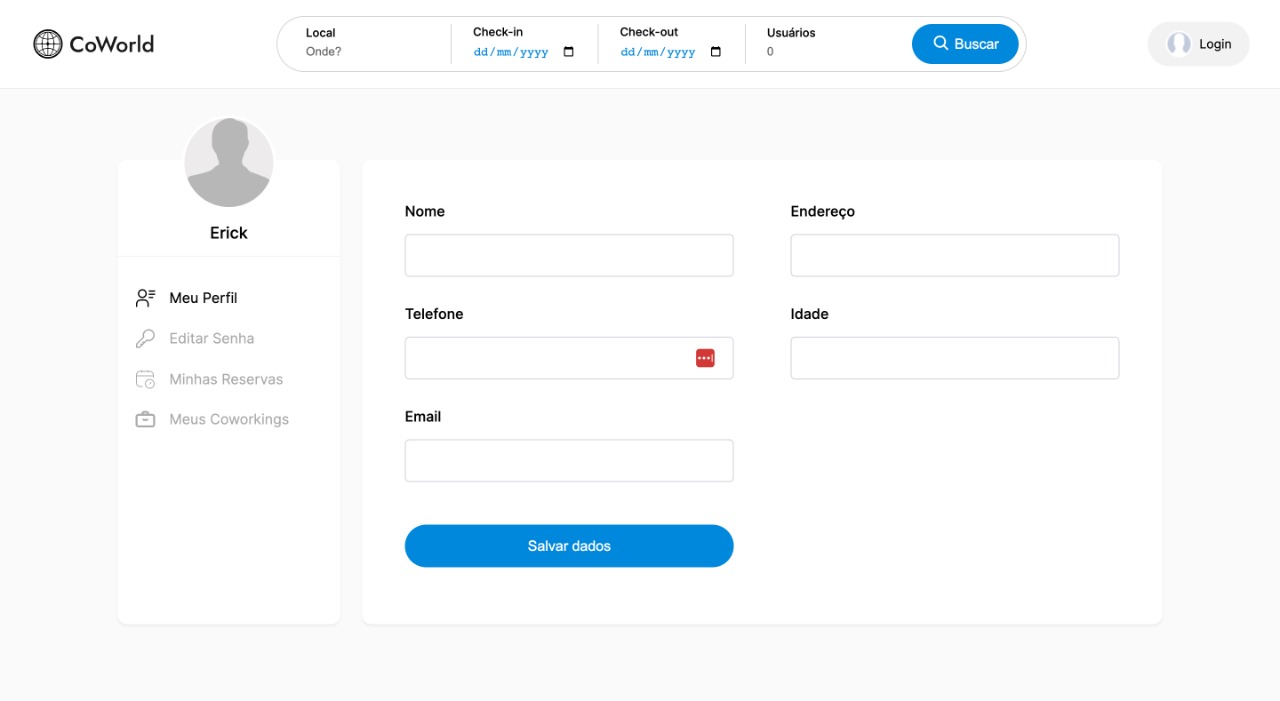 CoWorld
Local
Onde?
Check-in
dd/mm/yyyy
Check-out
dd/mm/yyyy
Usuários
0
Buscar
Login
Erick
Meu Perfil
Editar Senha
Minhas Reservas
Meus Coworkings
Nome
Endereço
Telefone
Idade
Email
Salvar dados